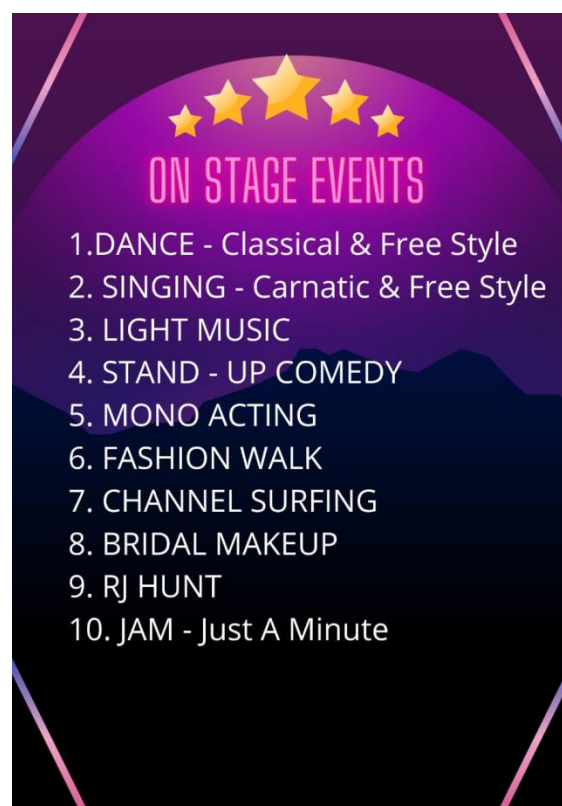 ON STAGE EVENTS
1.DANCE - Classical & Free Style
2. SINGING - Carnatic & Free Style
3. LIGHT MUSIC
4. STAND - UP COMEDY
5. MONO ACTING
6. FASHION WALK
7. CHANNEL SURFING
8. BRIDAL MAKEUP
9. RJ HUNT
10. JAM - Just A Minute